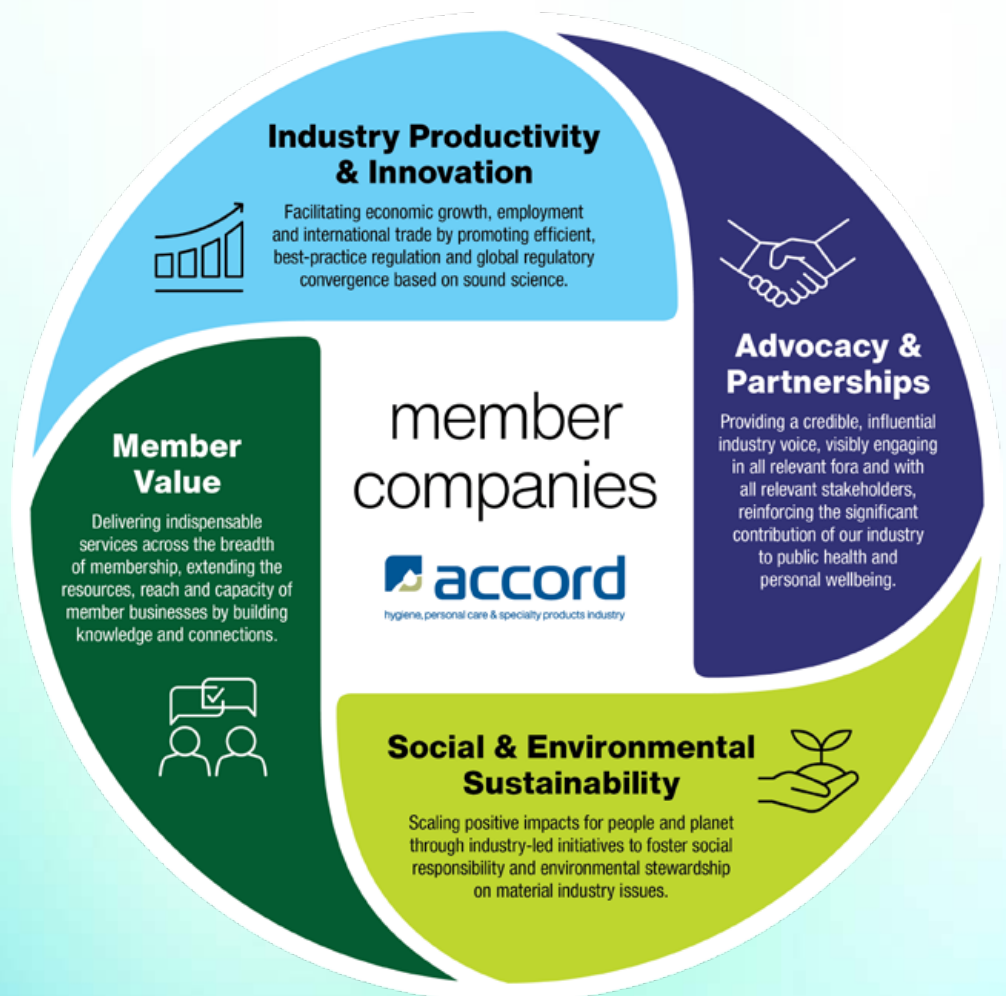 Industry Productivity
& Innovation
Facilitating economic growth, employment
and international trade by promoting efficient,
best-practice regulation and global regulatory
convergence based on sound science.
Advocacy &
Partnerships
Providing a credible, influential
industry voice, visibly engaging
in all relevant fora and with
all relevant stakeholders,
reinforcing the significant
contribution of our industry
to public health and
personal wellbeing.
Member
Value
Delivering indispensable
services across the breadth
of membership, extending the
resources, reach and capacity of
member businesses by building
knowledge and connections.
member
companies
accord
hygiene, personal care & specialty products industry
Social & Environmental
Sustainability
Scaling positive impacts for people and planet
through industry-led initiatives to foster social
responsibility and environmental stewardship
on material industry issues.